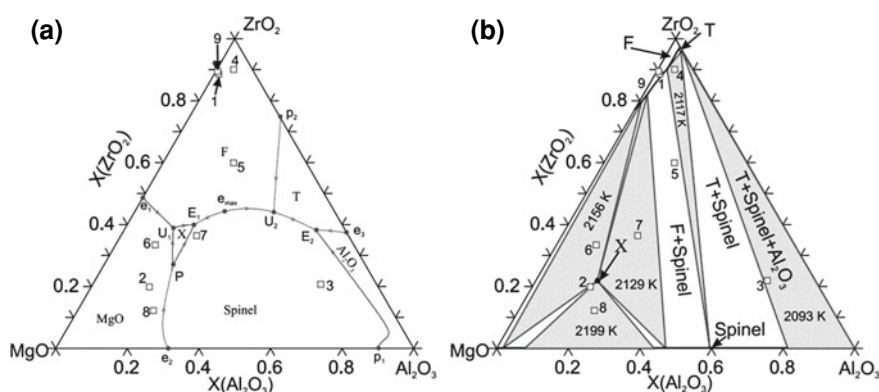 (a)
ZrO₂
9
4
1
0.8
p₂
X(ZrO₂)
0.6
F
5
T
e₁
0.4
E₁
eₘₐₓ
U₁
X
7
U₂
E₂
e₃
6
P
Al₂O₃
0.2
2
3
8
MgO
Spinel
MgO
e₂
p₁
Al₂O₃
0.2
0.4
0.6
0.8
X(Al₂O₃)
(b)
ZrO₂
F
T
9
1
4
0.8
2117 K
X(ZrO₂)
0.6
5
0.4
2156 K
7
6
X
F+Spinel
T+Spinel
T+Spinel+Al₂O₃
0.2
2
2129 K
3
8
2199 K
2093 K
Spinel
MgO
Al₂O₃
0.2
0.4
0.6
0.8
X(Al₂O₃)